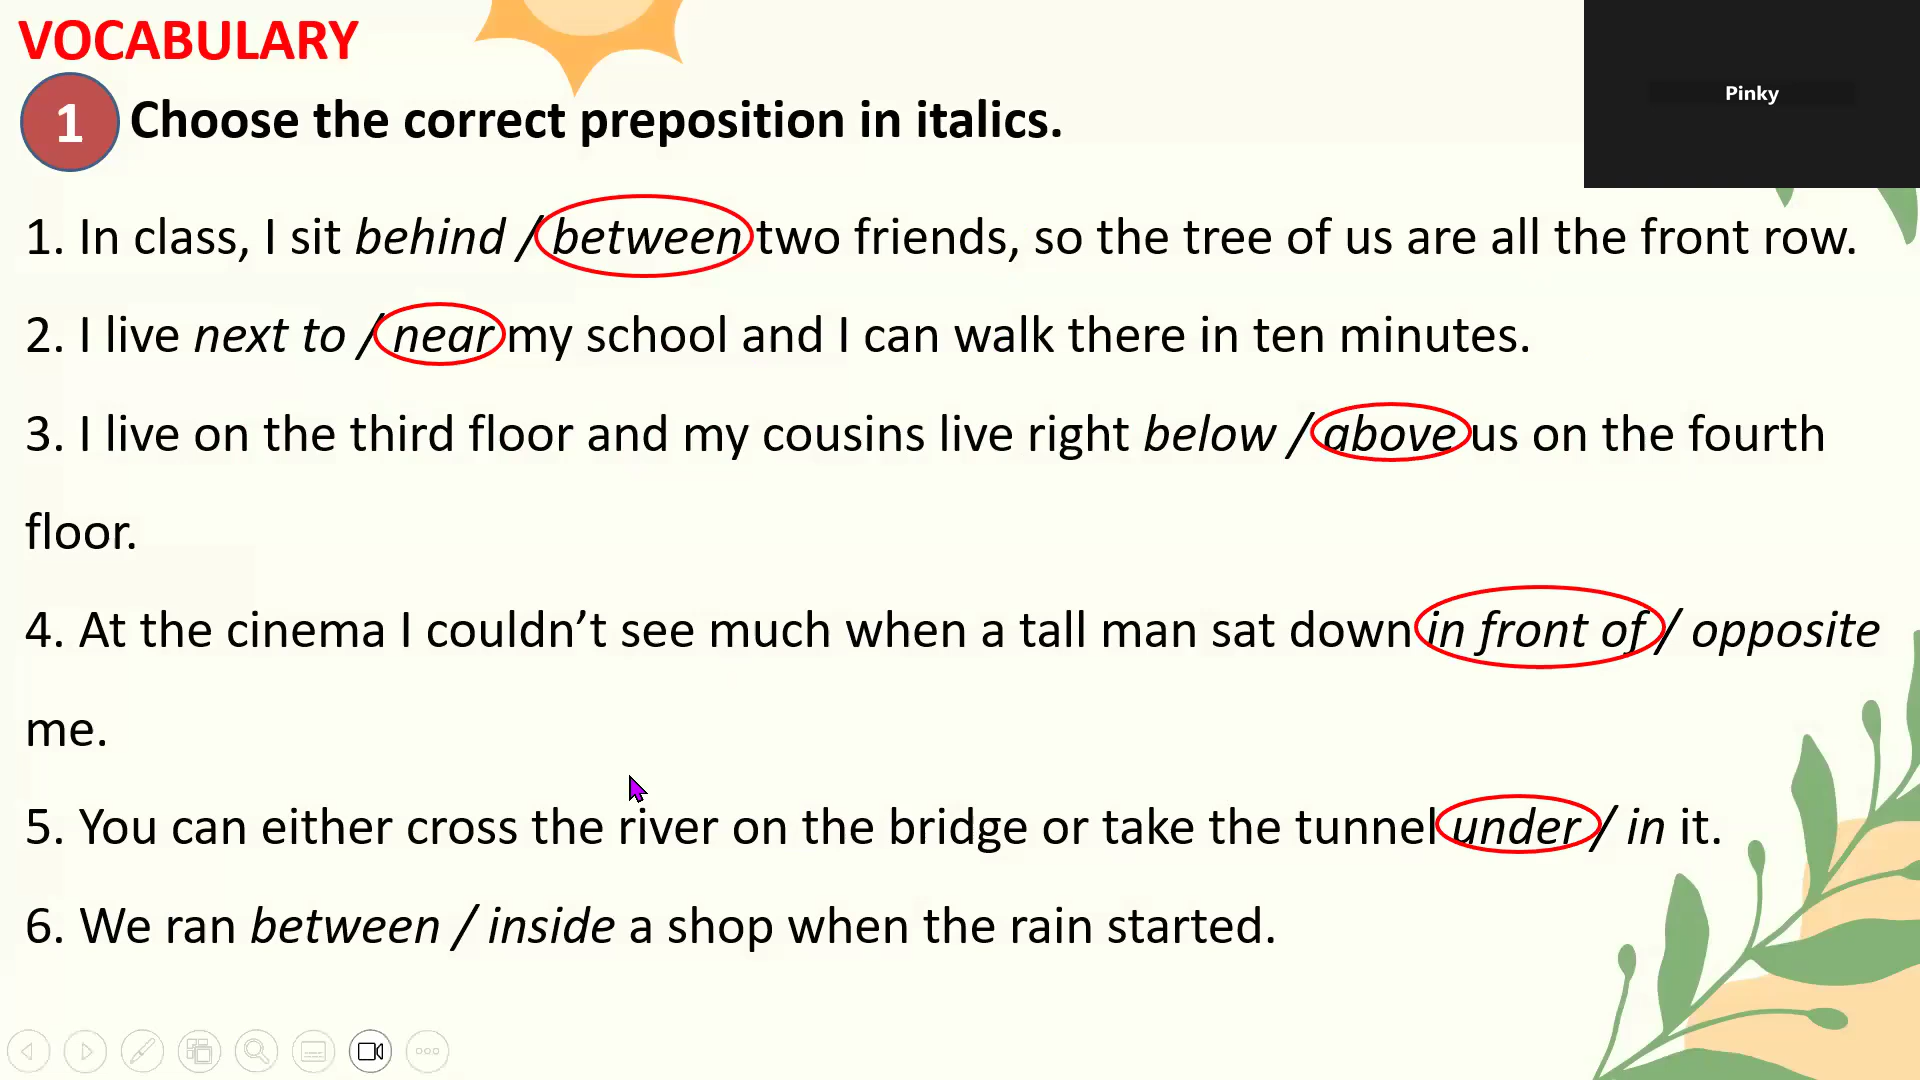 VOCABULARY
Pinky
1 Choose the correct preposition in italics.
1. In class, I sit behind / between two friends, so the tree of us are all the front row.
2. I live next to / near my school and I can walk there in ten minutes.
3. I live on the third floor and my cousins live right below / above us on the fourth
floor.
4. At the cinema I couldn’t see much when a tall man sat down in front of / opposite
me.
5. You can either cross the river on the bridge or take the tunnel under / in it.
6. We ran between / inside a shop when the rain started.